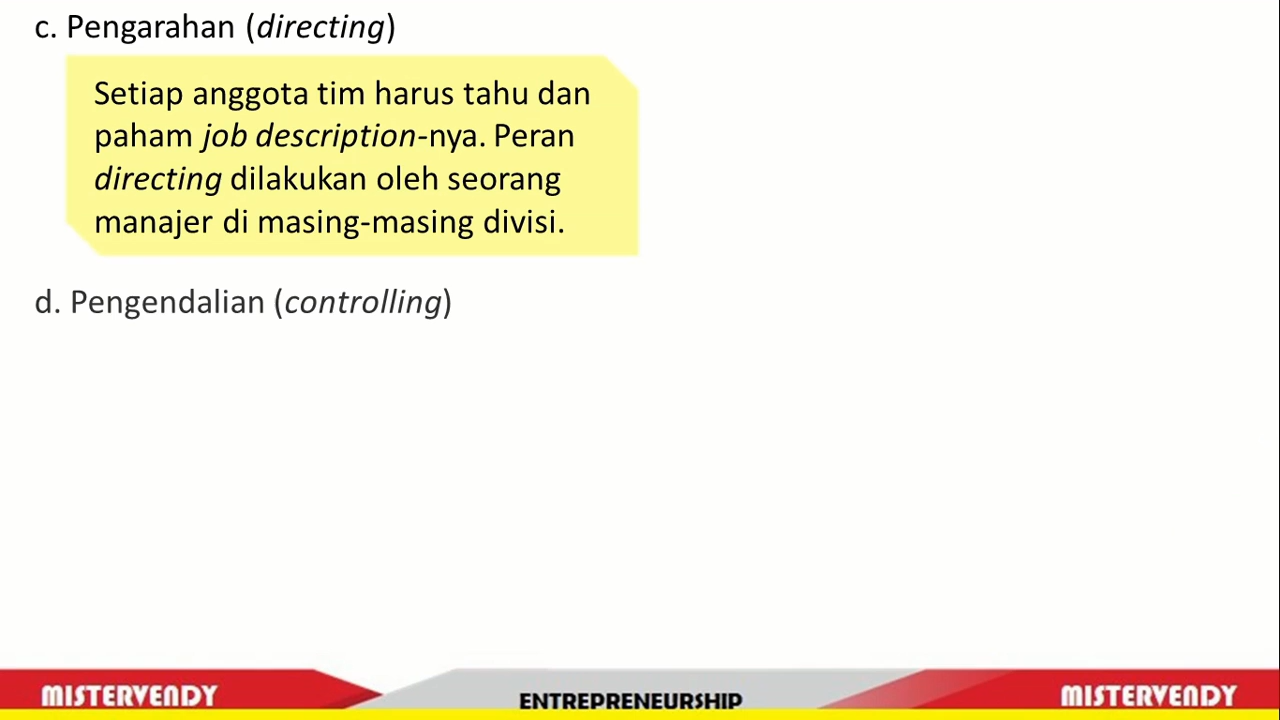 c. Pengarahan (directing)
Setiap anggota tim harus tahu dan
paham job description-nya. Peran
directing dilakukan oleh seorang
manajer di masing-masing divisi.
d. Pengendalian (controlling)
MISTERVENDY
ENTREPRENEURSHIP
MISTERVENDY